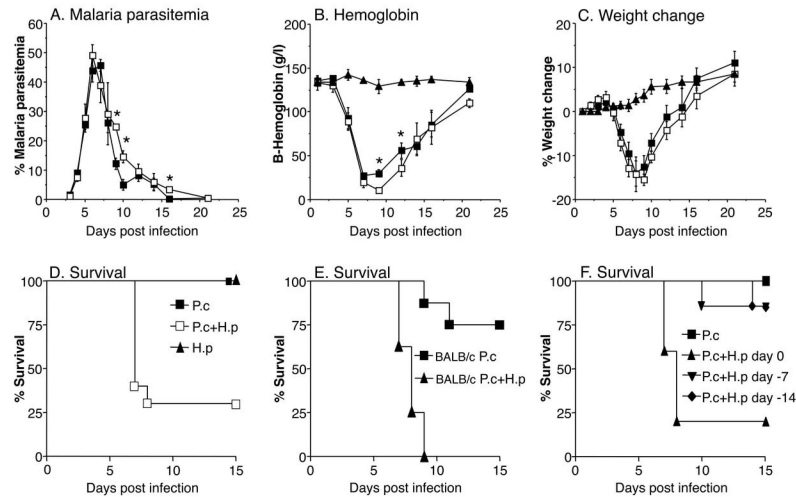 A. Malaria parasitemia
% Malaria parasitemia
60
50
40
30
20
10
0
*
*
*
0 5 10 15 20 25
Days post infection
B. Hemoglobin
B-Hemoglobin (g/l)
200
150
100
50
0
*
*
0 5 10 15 20 25
Days post infection
C. Weight change
% Weight change
20
10
0
-10
-20
0 5 10 15 20 25
Days post infection
D. Survival
% Survival
100
75
50
25
0
P.c
P.c+H.p
H.p
0 5 10 15
Days post infection
E. Survival
% Survival
100
75
50
25
0
BALB/c P.c
BALB/c P.c+H.p
0 5 10 15
Days post infection
F. Survival
% Survival
100
75
50
25
0
P.c
P.c+H.p day 0
P.c+H.p day -7
P.c+H.p day -14
0 5 10 15
Days post infection